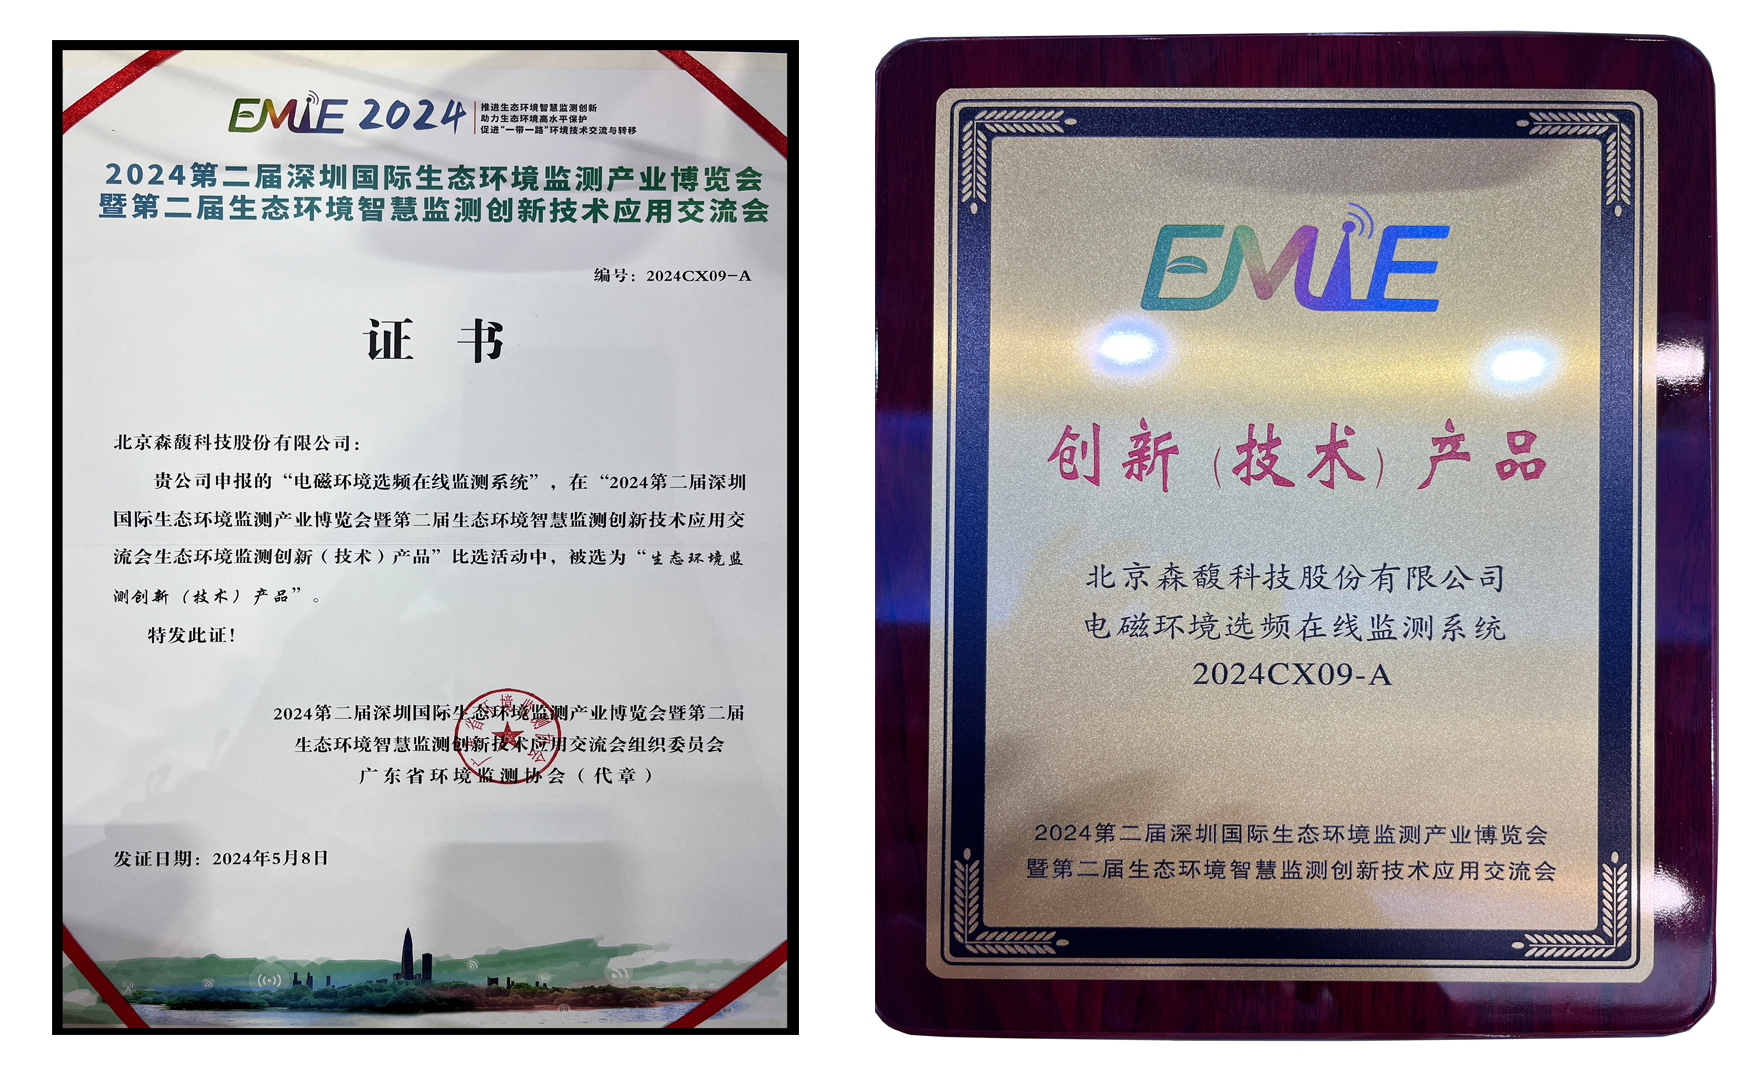 EMIE 2024
推进生态环境智慧监测创新
助力生态环境高水平保护
促进“一带一路”环境技术交流与转移
2024第二届深圳国际生态环境监测产业博览会
暨第二届生态环境智慧监测创新技术应用交流会
编号：2024CX09-A
证 书
北京森馥科技股份有限公司：
贵公司申报的“电磁环境选频在线监测系统”，在“2024第二届深圳
国际生态环境监测产业博览会暨第二届生态环境智慧监测创新技术应用交
流会生态环境监测创新（技术）产品”比选活动中，被选为“生态环境监
测创新（技术）产品”。
特发此证！
2024第二届深圳国际生态环境监测产业博览会暨第二届
生态环境智慧监测创新技术应用交流会组织委员会
广东省环境监测协会（代章）
广东省环境监测协会
发证日期：2024年5月8日
EMIE
创新（技术）产品
北京森馥科技股份有限公司
电磁环境选频在线监测系统
2024CX09-A
2024第二届深圳国际生态环境监测产业博览会
暨第二届生态环境智慧监测创新技术应用交流会